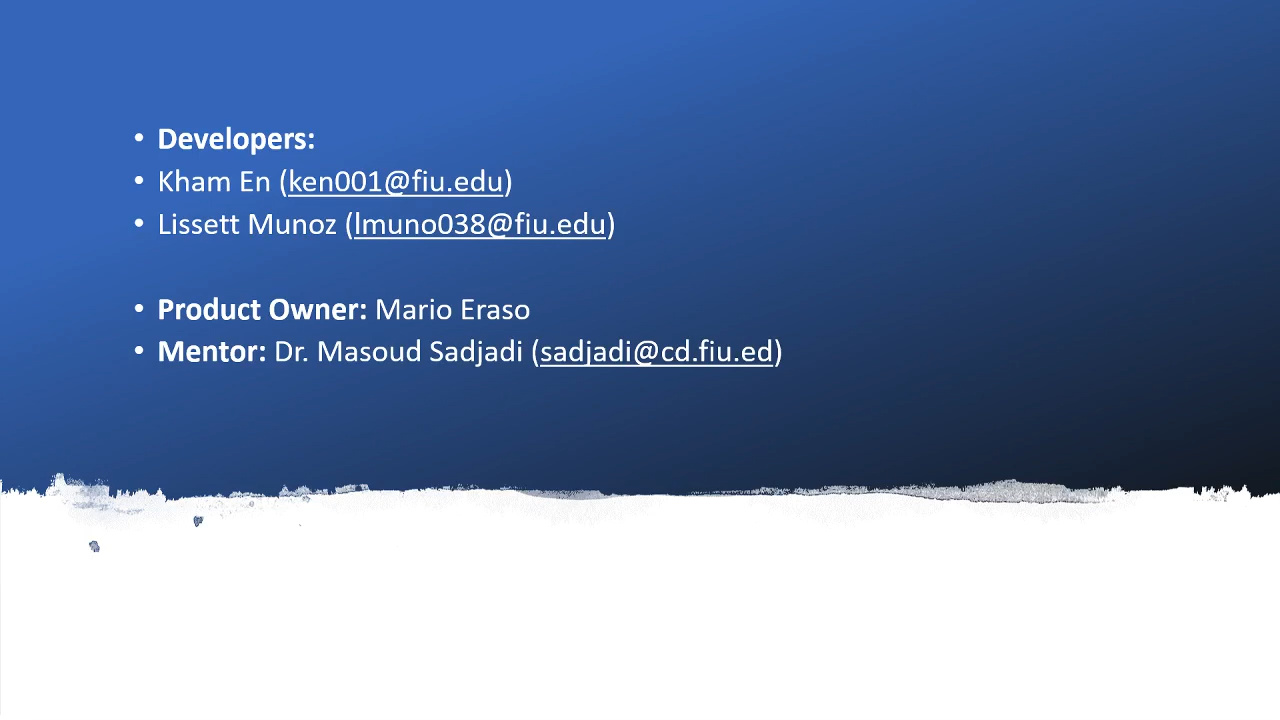 • Developers:
• Kham En (ken001@fiu.edu)
• Lissett Munoz (lmuno038@fiu.edu)
• Product Owner: Mario Eraso
• Mentor: Dr. Masoud Sadjadi (sadjadi@cd.fiu.ed)